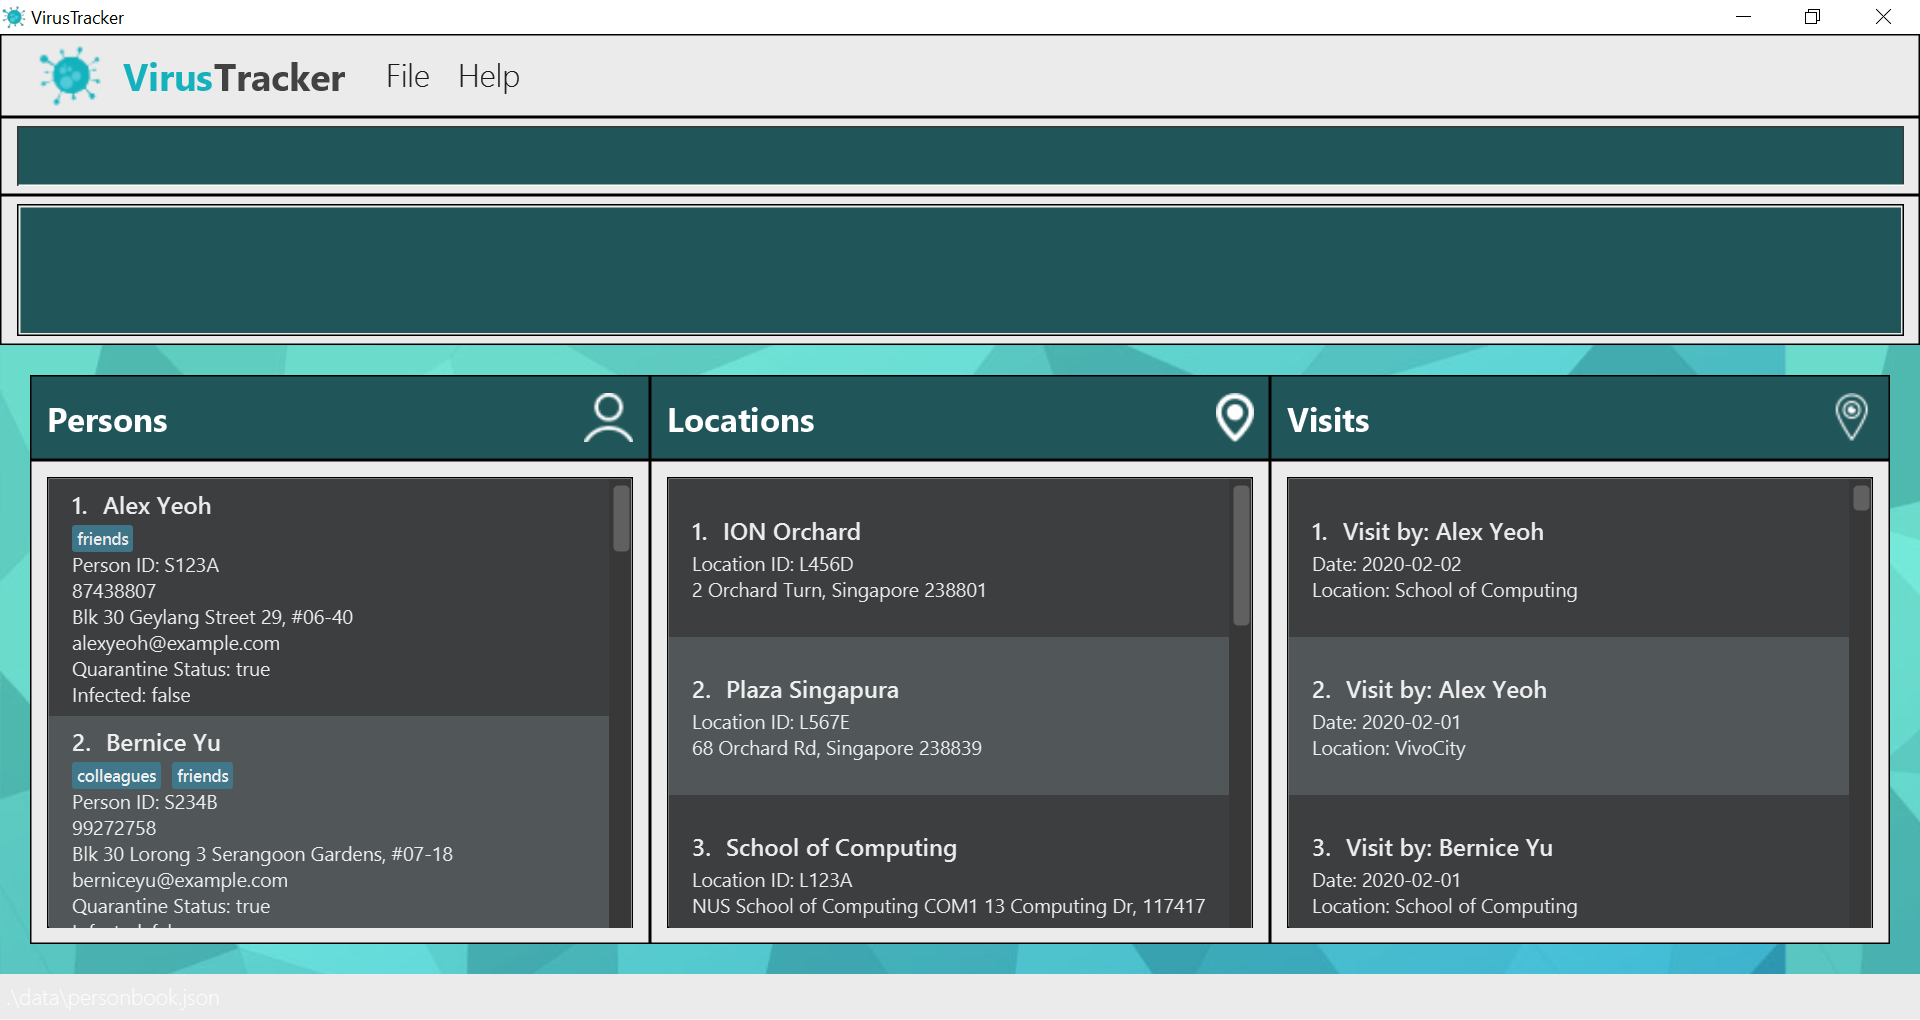 VirusTracker
VirusTracker File Help
Persons
1. Alex Yeoh
friends
Person ID: S123A
87438807
Blk 30 Geylang Street 29, #06-40
alexyeoh@example.com
Quarantine Status: true
Infected: false
2. Bernice Yu
colleagues friends
Person ID: S234B
99272758
Blk 30 Lorong 3 Serangoon Gardens, #07-18
berniceyu@example.com
Quarantine Status: true
Locations
1. ION Orchard
Location ID: L456D
2 Orchard Turn, Singapore 238801
2. Plaza Singapura
Location ID: L567E
68 Orchard Rd, Singapore 238839
3. School of Computing
Location ID: L123A
NUS School of Computing COM1 13 Computing Dr, 117417
Visits
1. Visit by: Alex Yeoh
Date: 2020-02-02
Location: School of Computing
2. Visit by: Alex Yeoh
Date: 2020-02-01
Location: VivoCity
3. Visit by: Bernice Yu
Date: 2020-02-01
Location: School of Computing
.\data\personbook.json